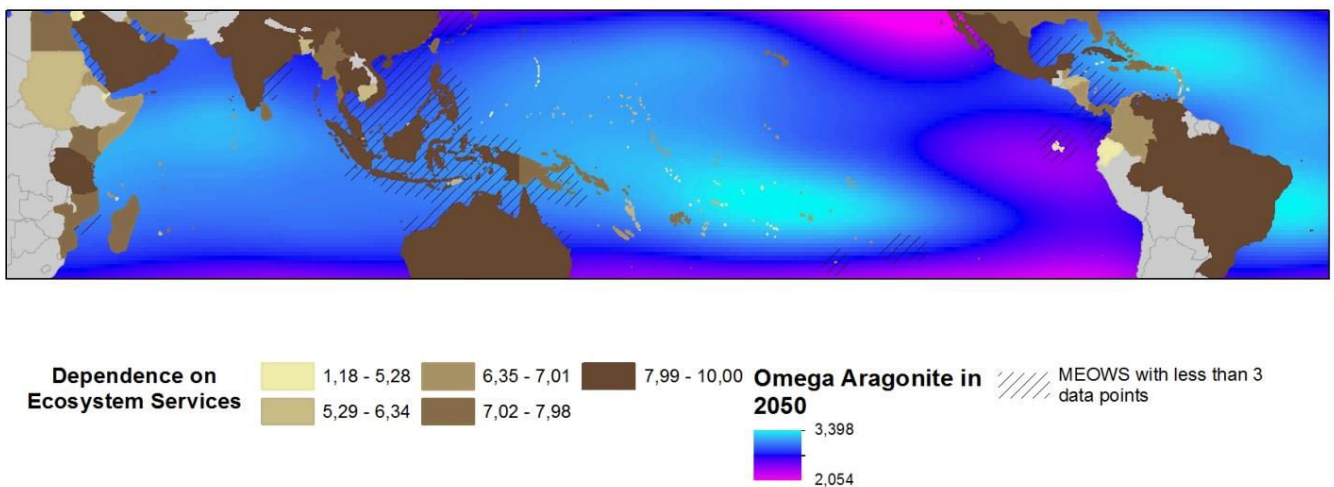 Dependence on
Ecosystem Services
1,18 - 5,28
6,35 - 7,01
7,99 - 10,00
5,29 - 6,34
7,02 - 7,98
Omega Aragonite in
2050
3,398
2,054
MEOWS with less than 3
data points